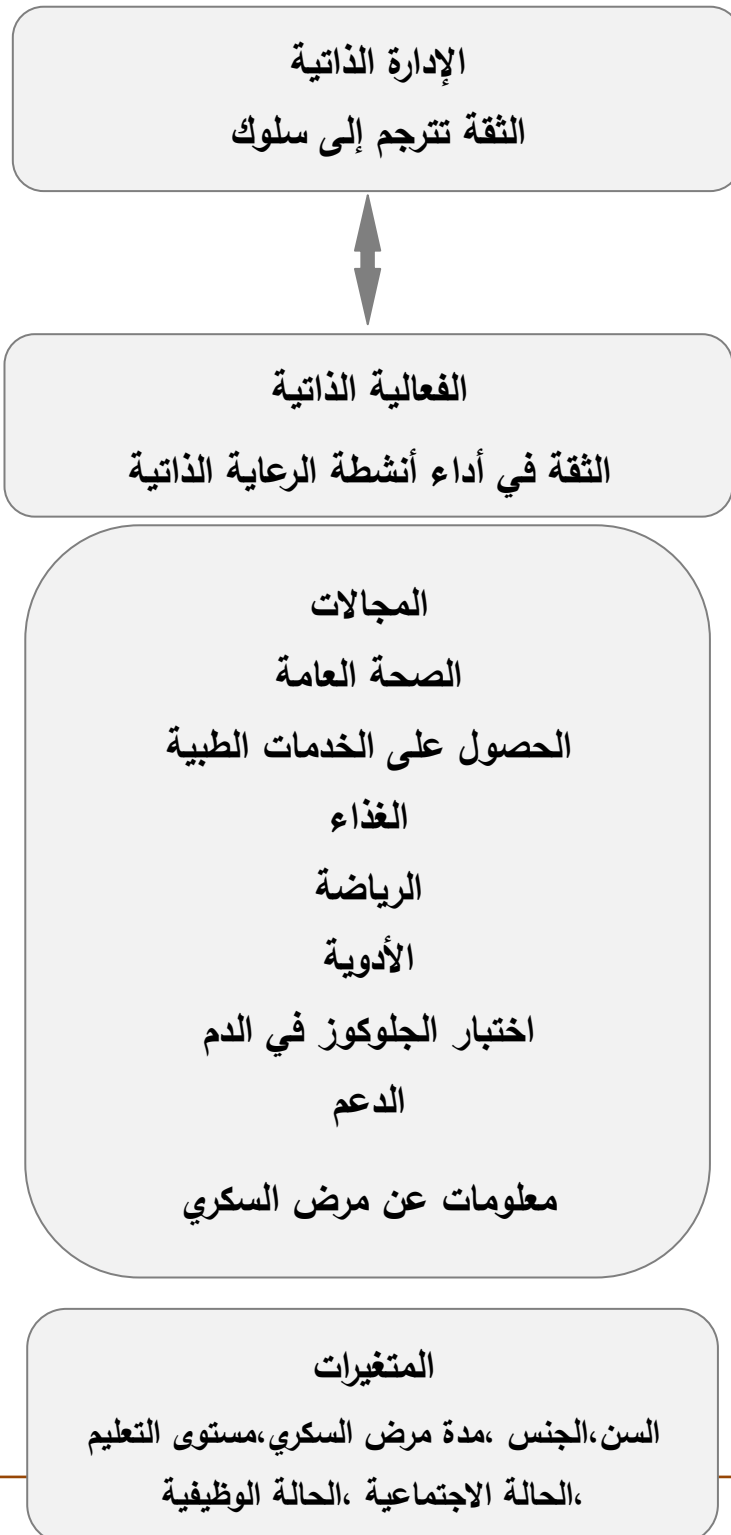 الإدارة الذاتية
الثقة تترجم إلى سلوك
الفعالية الذاتية
الثقة في أداء أنشطة الرعاية الذاتية
المجالات
الصحة العامة
الحصول على الخدمات الطبية
الغذاء
الرياضة
الأدوية
اختبار الجلوكوز في الدم
الدعم
معلومات عن مرض السكري
المتغيرات
السن،الجنس ،مدة مرض السكري،مستوى التعليم
،الحالة الاجتماعية ،الحالة الوظيفية